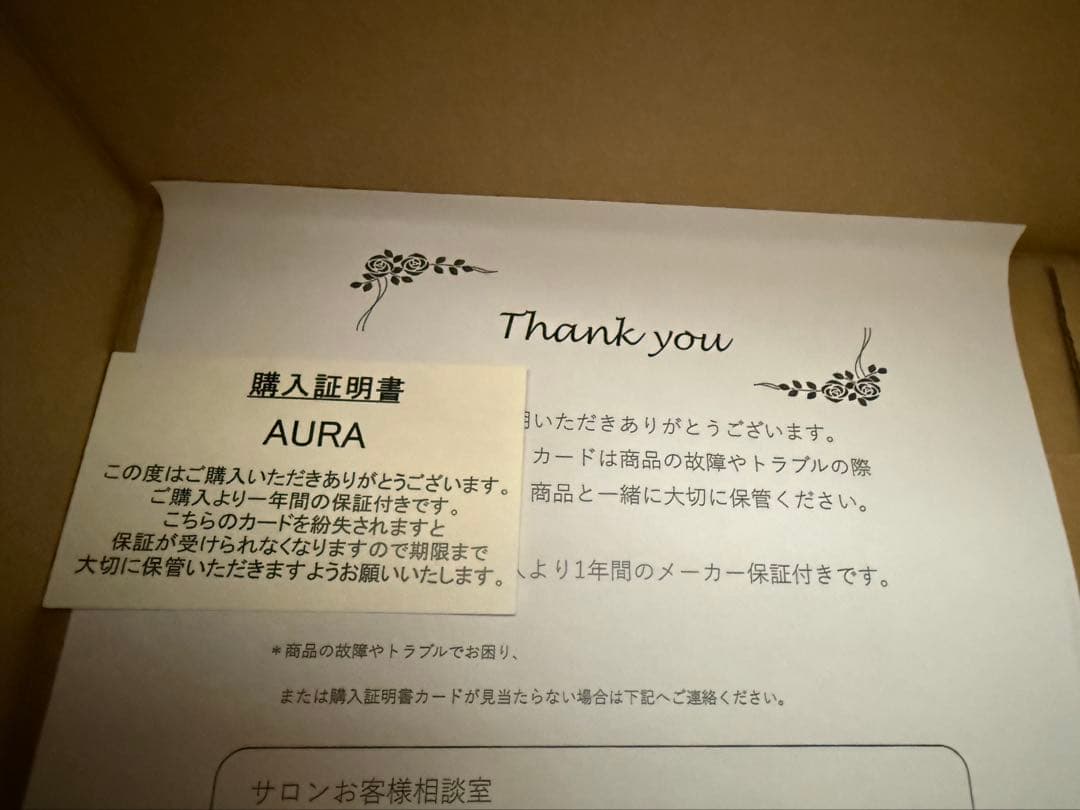 Thank you
購入証明書
AURA
この度はご購入いただきありがとうございます。
ご購入より一年間の保証付きです。
こちらのカードを紛失されますと
保証が受けられなくなりますので期限まで
大切に保管いただきますようお願いいたします。
いただきありがとうございます。
カードは商品の故障やトラブルの際
商品と一緒に大切に保管ください。
より1年間のメーカー保証付きです。
＊商品の故障やトラブルでお困り、
または購入証明書カードが見当たらない場合は下記へご連絡ください。
サロンお客様相談室